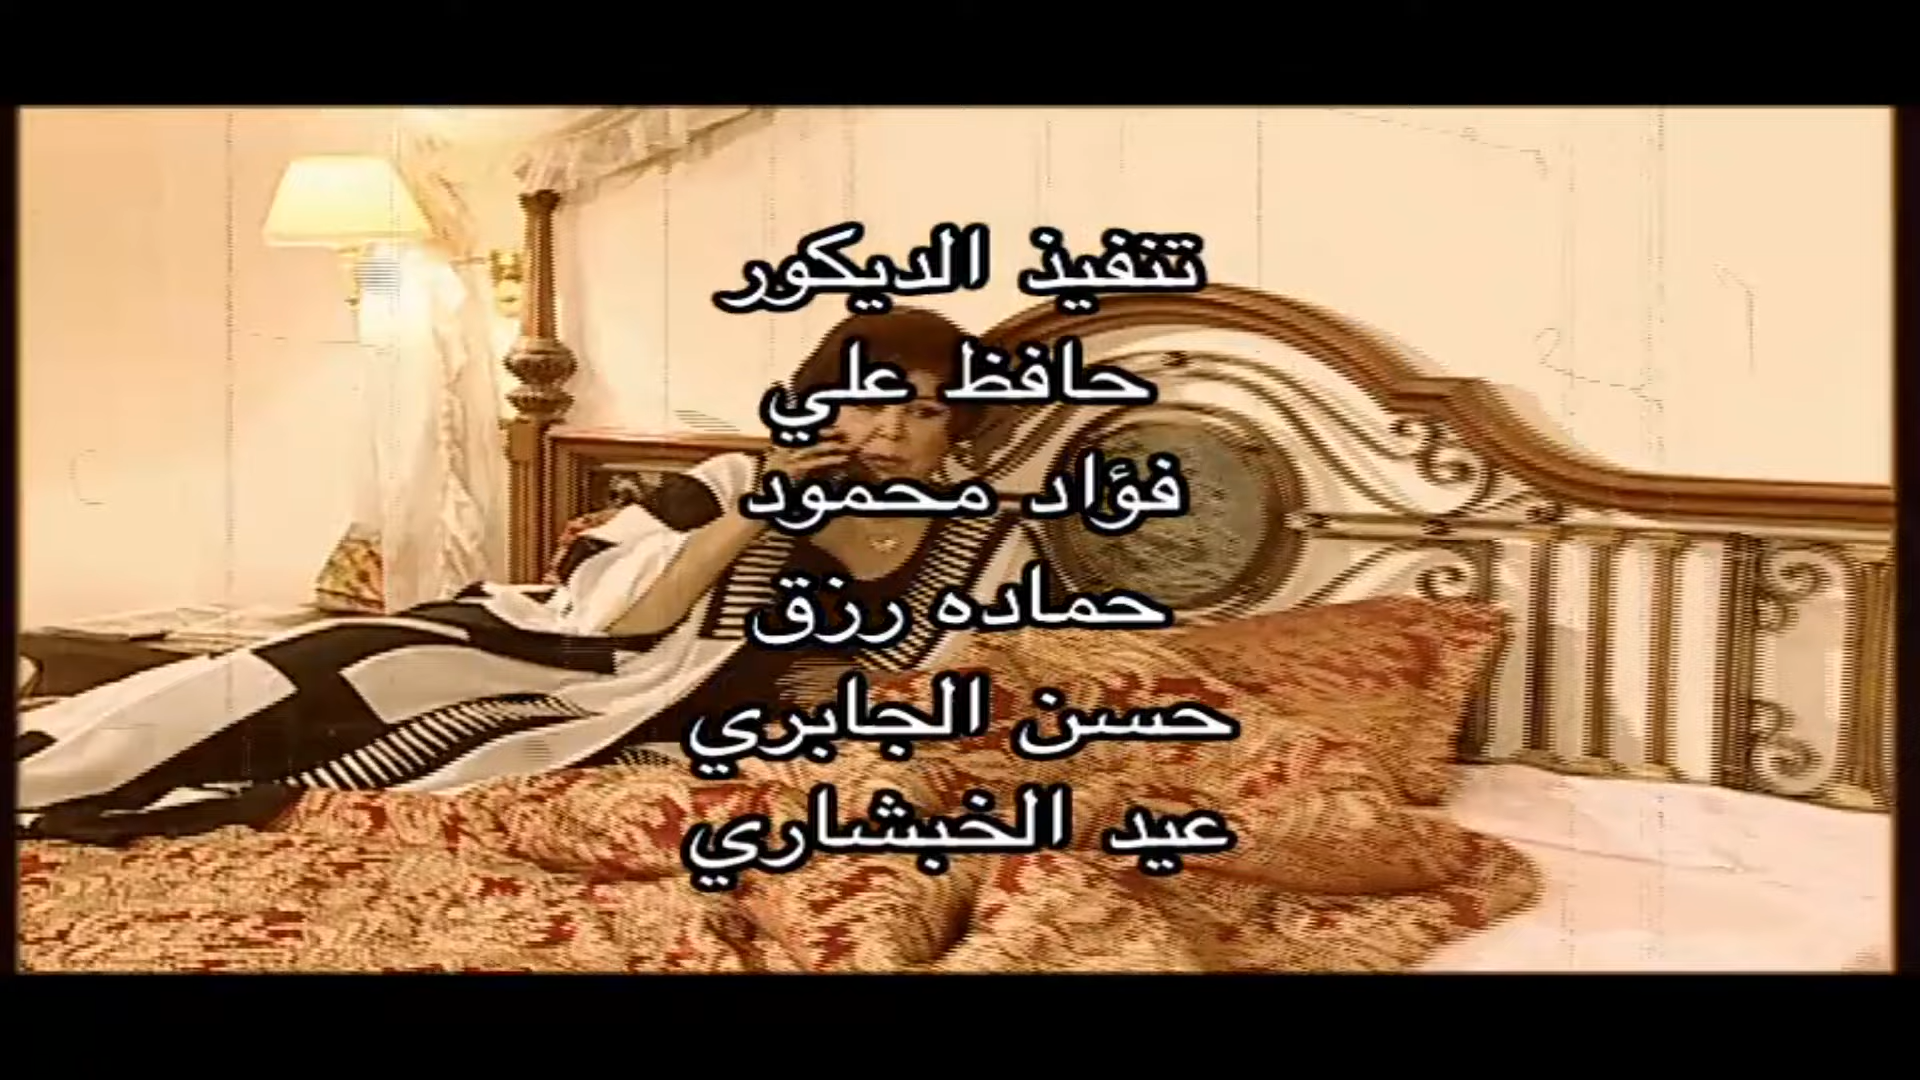 تنفيذ الديكور
حافظ علي
فؤاد محمود
حماده رزق
حسن الجابري
عيد الخبشاري